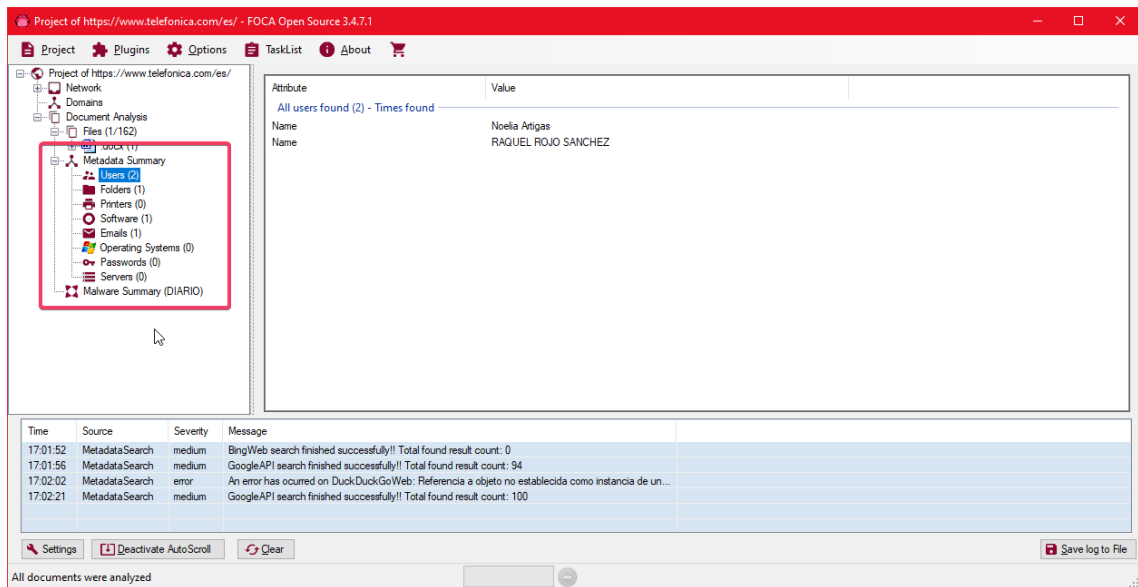 Project of https://www.telefonica.com/es/ - FOCA Open Source 3.4.7.1
Project Plugins Options TaskList About
Project of https://www.telefonica.com/es/
Network
Domains
Document Analysis
Files (1/162)
.docx (1)
Metadata Summary
Users (2)
Folders (1)
Printers (0)
Software (1)
Emails (1)
Operating Systems (0)
Passwords (0)
Servers (0)
Malware Summary (DIARIO)
Attribute Value
All users found (2) - Times found
Name Noelia Artigas
Name RAQUEL ROJO SANCHEZ
Time Source Severity Message
17:01:52 MetadataSearch medium BingWeb search finished successfully!! Total found result count: 0
17:01:56 MetadataSearch medium GoogleAPI search finished successfully!! Total found result count: 94
17:02:02 MetadataSearch error An error has ocurred on DuckDuckGoWeb: Referencia a objeto no establecida como instancia de un...
17:02:21 MetadataSearch medium GoogleAPI search finished successfully!! Total found result count: 100
Settings Deactivate AutoScroll Clear Save log to File
All documents were analyzed